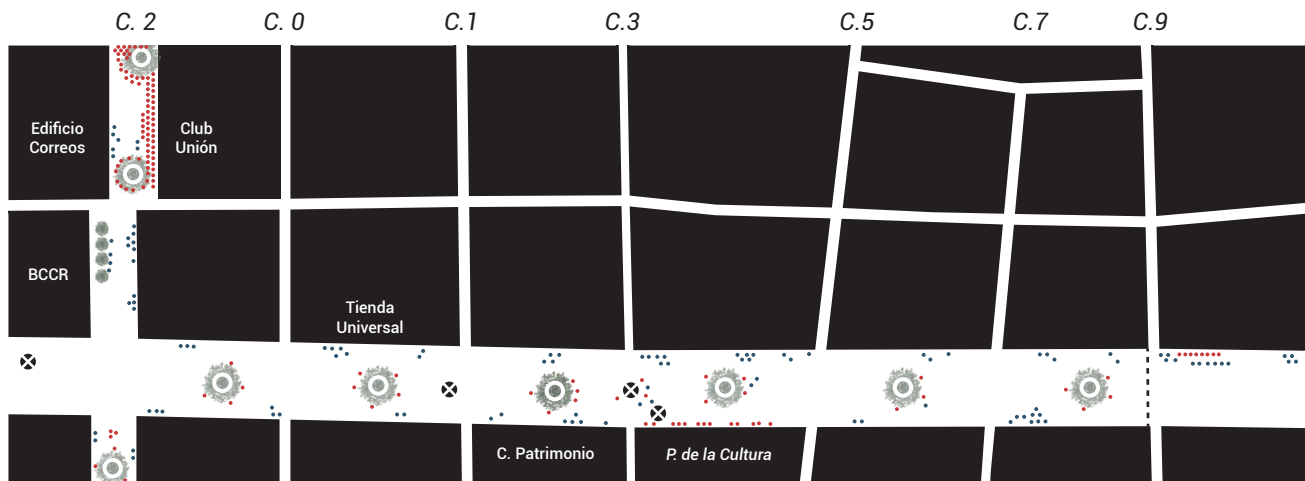 C. 2
C. 0
C.1
C.3
C.5
C.7
C.9
Edificio
Correos
Club
Unión
BCCR
Tienda
Universal
C. Patrimonio
P. de la Cultura